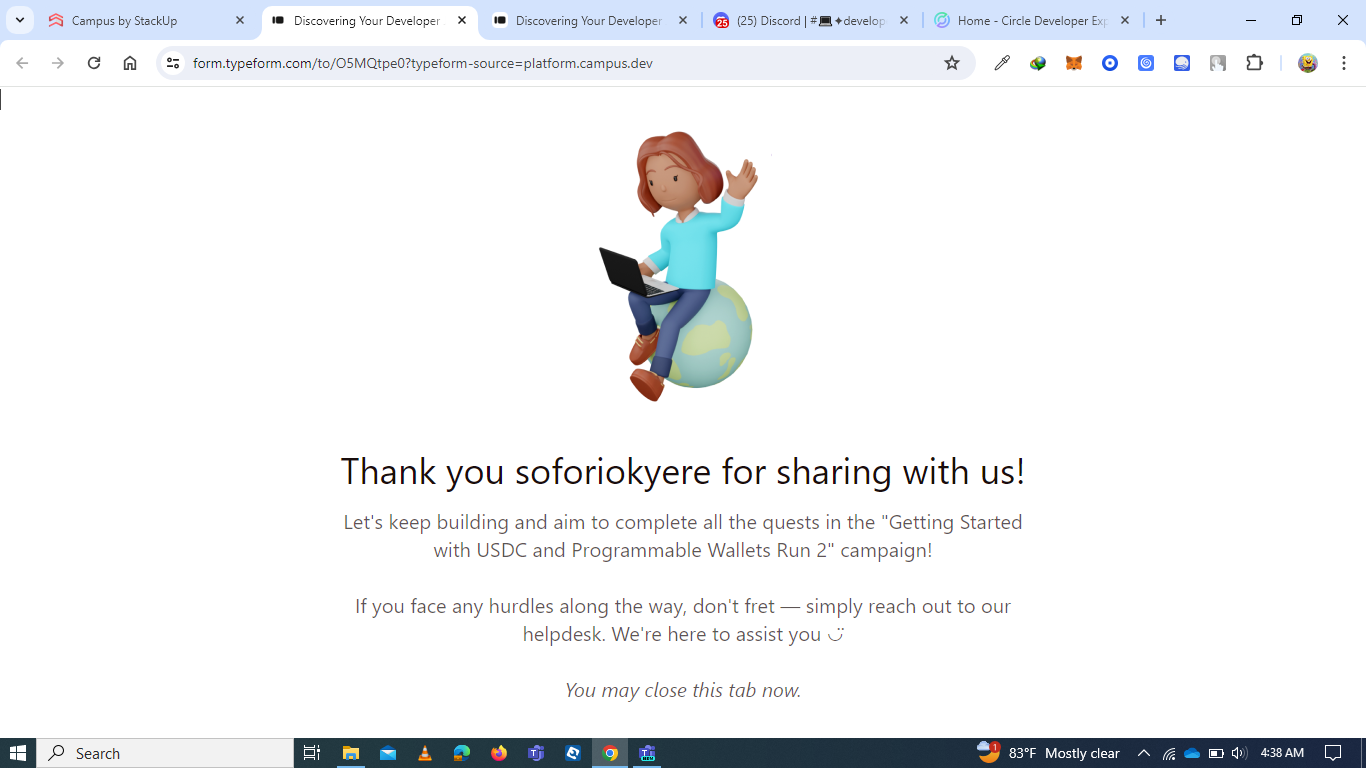 Campus by StackUp
Discovering Your Developer
Discovering Your Developer
(25) Discord | #💻✦develop
Home - Circle Developer Exp
form.typeform.com/to/O5MQtpe0?typeform-source=platform.campus.dev
Thank you soforiokyere for sharing with us!
Let's keep building and aim to complete all the quests in the "Getting Started
with USDC and Programmable Wallets Run 2" campaign!
If you face any hurdles along the way, don't fret — simply reach out to our
helpdesk. We're here to assist you
You may close this tab now.
Search
1
83°F Mostly clear
4:38 AM